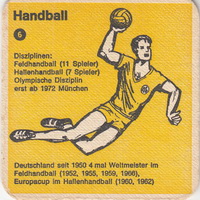 Handball
6
Disziplinen:
Feldhandball (11 Spieler)
Hallenhandball (7 Spieler)
Olympische Disziplin
erst ab 1972 München
Deutschland seit 1950 4 mal Weltmeister im
Feldhandball (1952, 1955, 1959, 1966),
Europacup im Hallenhandball (1960, 1962)